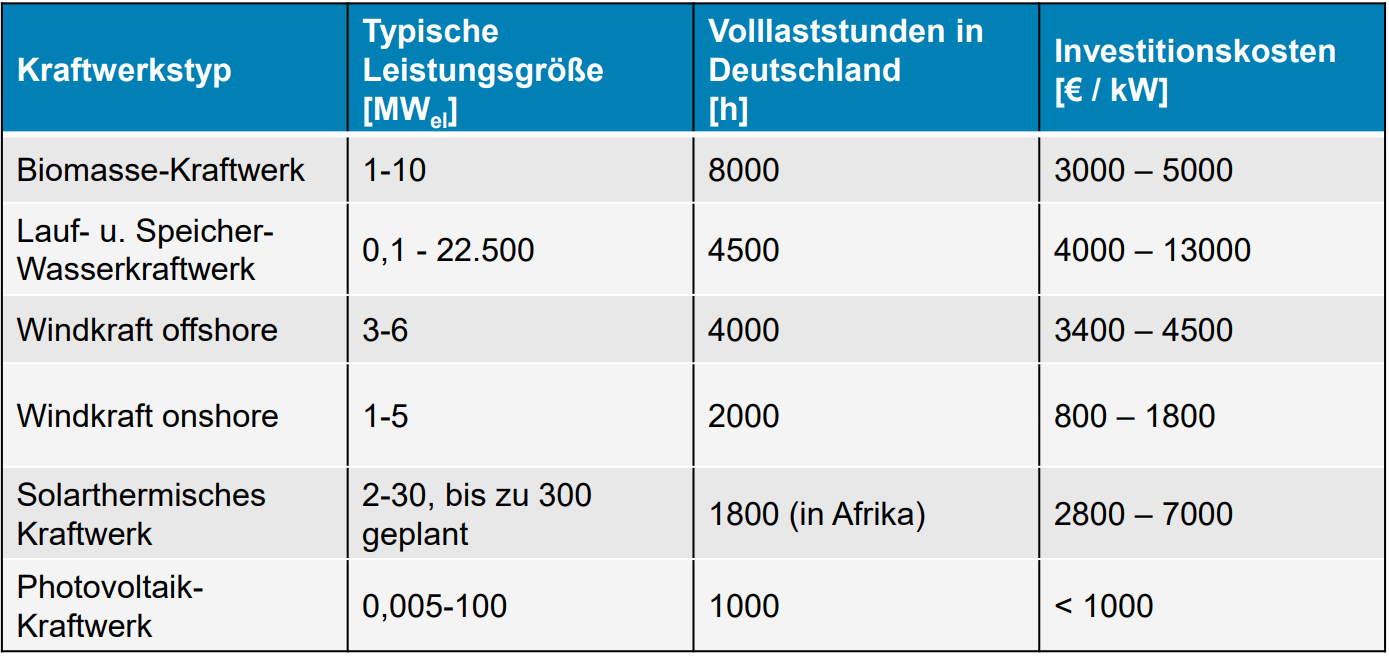 Kraftwerkstyp
Typische
Leistungsgröße
[MWel]
Volllaststunden in
Deutschland
[h]
Investitionskosten
[€ / kW]
Biomasse-Kraftwerk
1-10
8000
3000 – 5000
Lauf- u. Speicher-
Wasserkraftwerk
0,1 - 22.500
4500
4000 – 13000
Windkraft offshore
3-6
4000
3400 – 4500
Windkraft onshore
1-5
2000
800 – 1800
Solarthermisches
Kraftwerk
2-30, bis zu 300
geplant
1800 (in Afrika)
2800 – 7000
Photovoltaik-
Kraftwerk
0,005-100
1000
< 1000